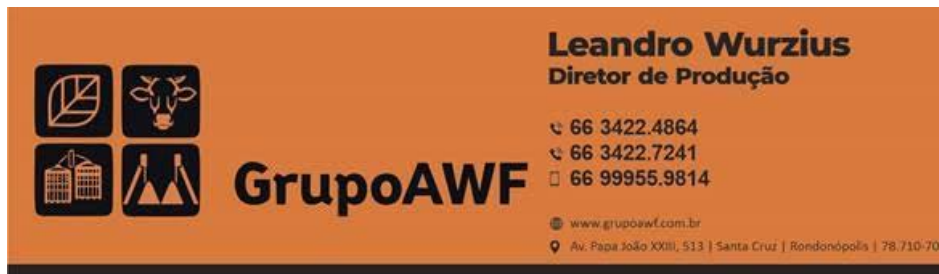 GrupoAWF
Leandro Wurzius
Diretor de Produção
66 3422.4864
66 3422.7241
66 99955.9814
www.grupoawf.com.br
Av. Papa João XXIII, 513 | Santa Cruz | Rondonópolis | 78.710-70